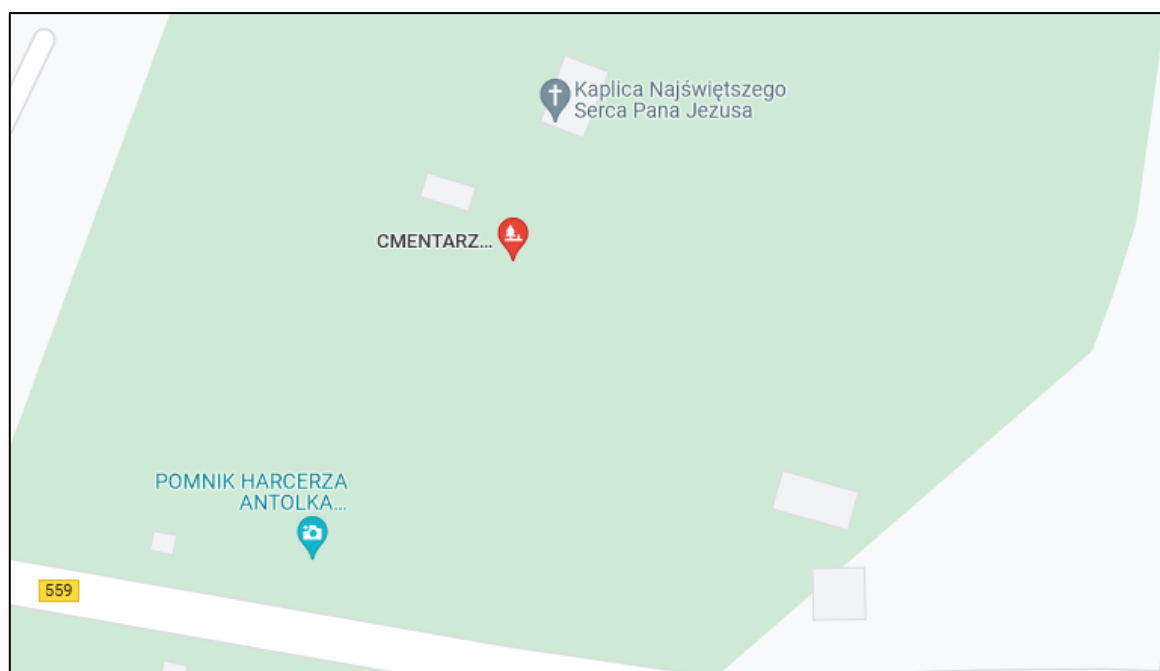 Kaplica Najświętszego
Serca Pana Jezusa
CMENTARZ...
POMNIK HARCERZA
ANTOLKA...
559